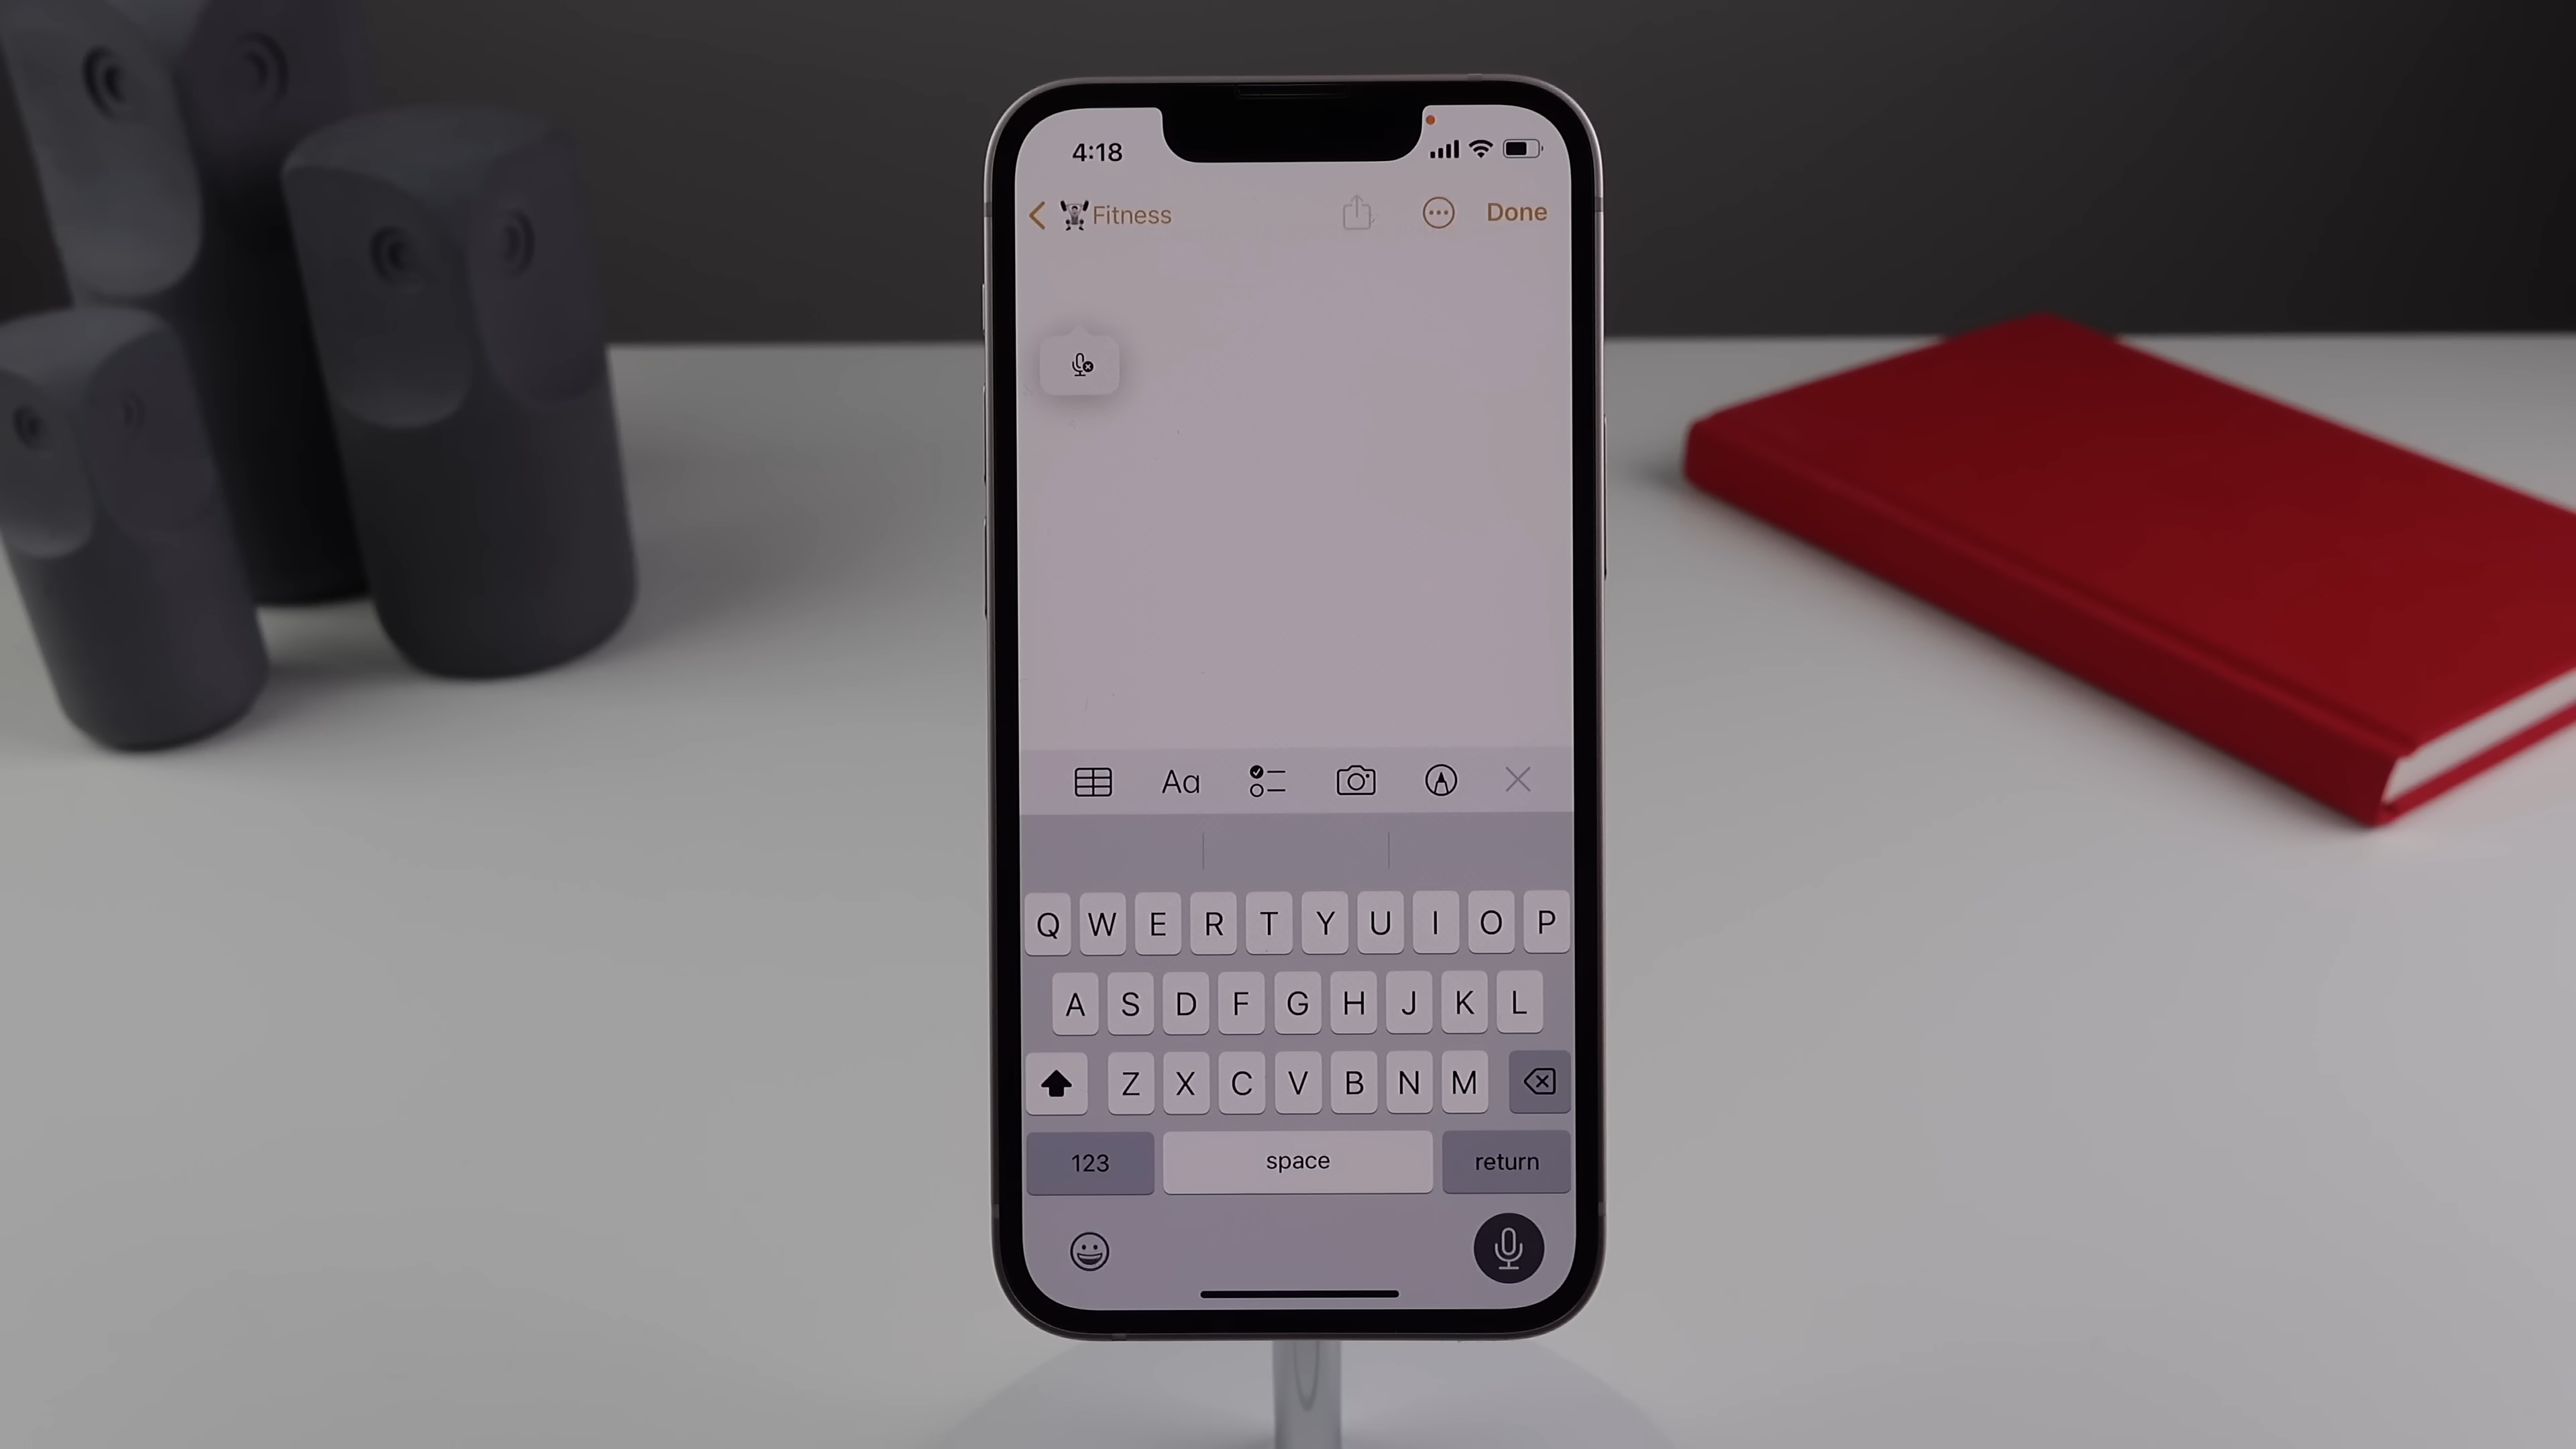 4:18
Fitness
Done
Aa
Q W E R T Y U I O P
A S D F G H J K L
Z X C V B N M
123 space return